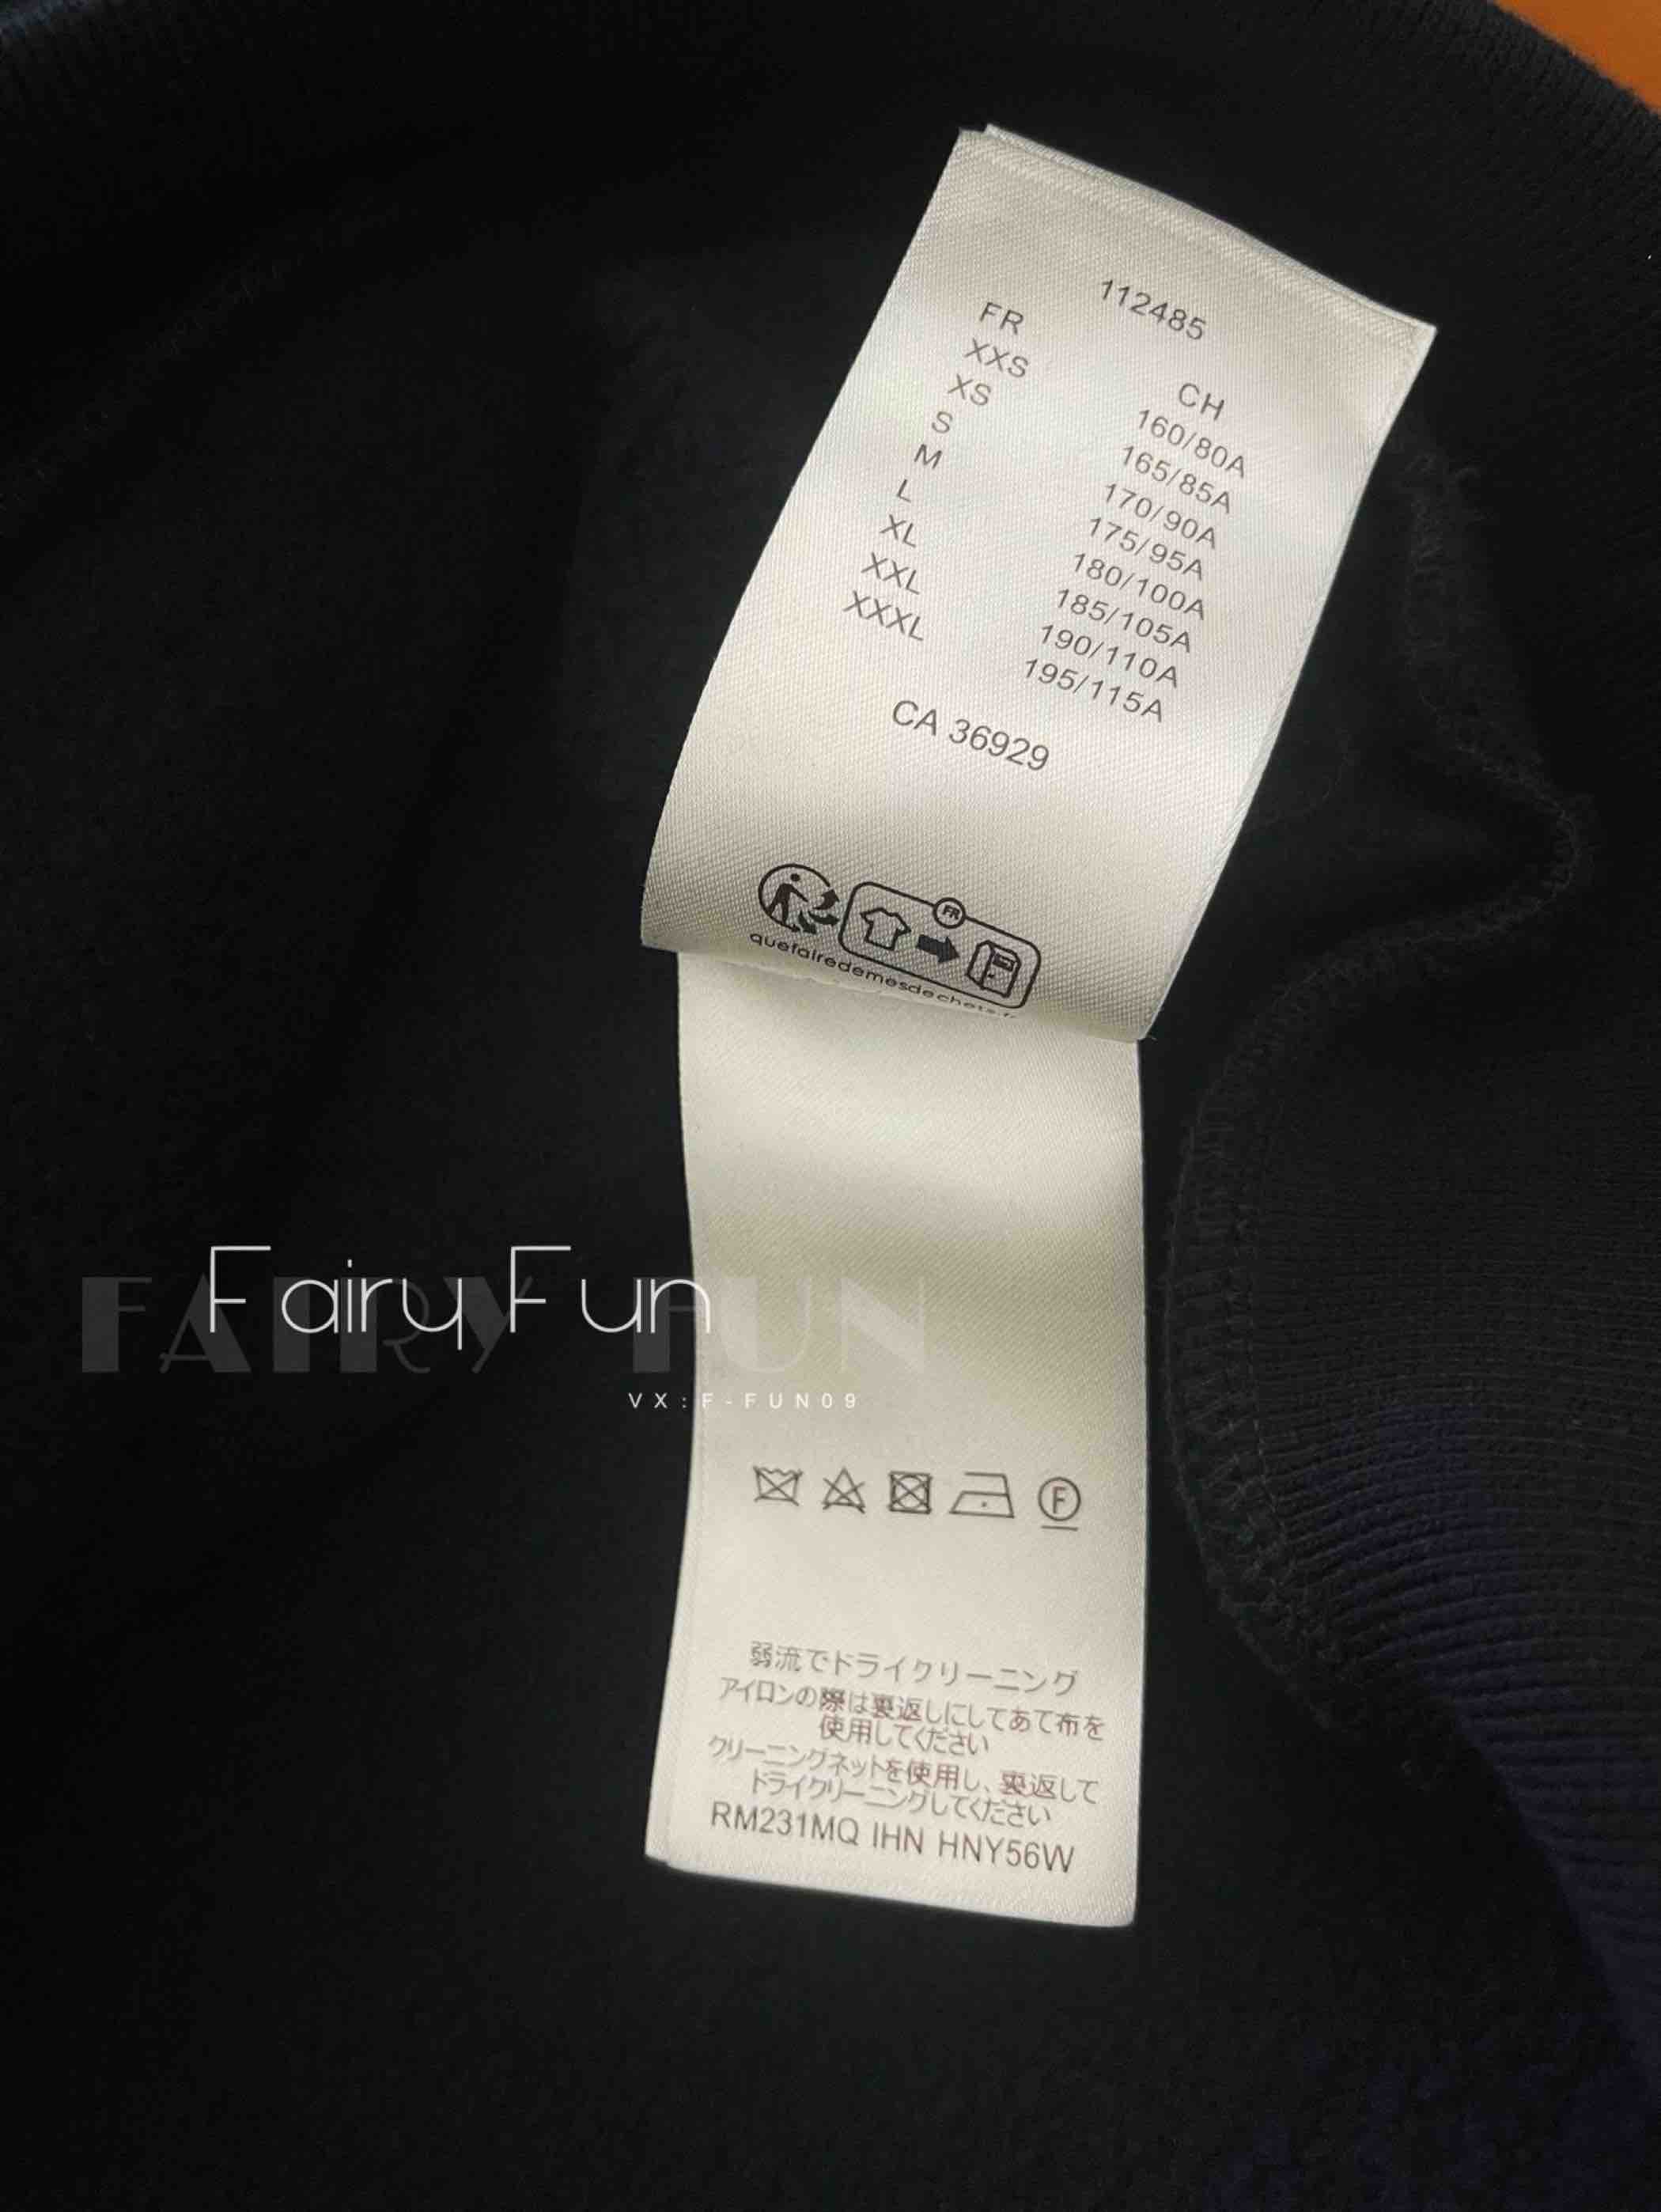 112485
FR CH
XXS 160/80A
XS 165/85A
S 170/90A
M 175/95A
L 180/100A
XL 185/105A
XXL 190/110A
XXXL 195/115A
CA 36929
FR
quefairedemesdechets.fr
FAIRY FUN
FairyFun
VX:F-FUN09
F
弱流でドライクリーニング
アイロンの際は裏返しにしてあて布を
使用してください
クリーニングネットを使用し、裏返して
ドライクリーニングしてください
RM231MQ IHN HNY56W